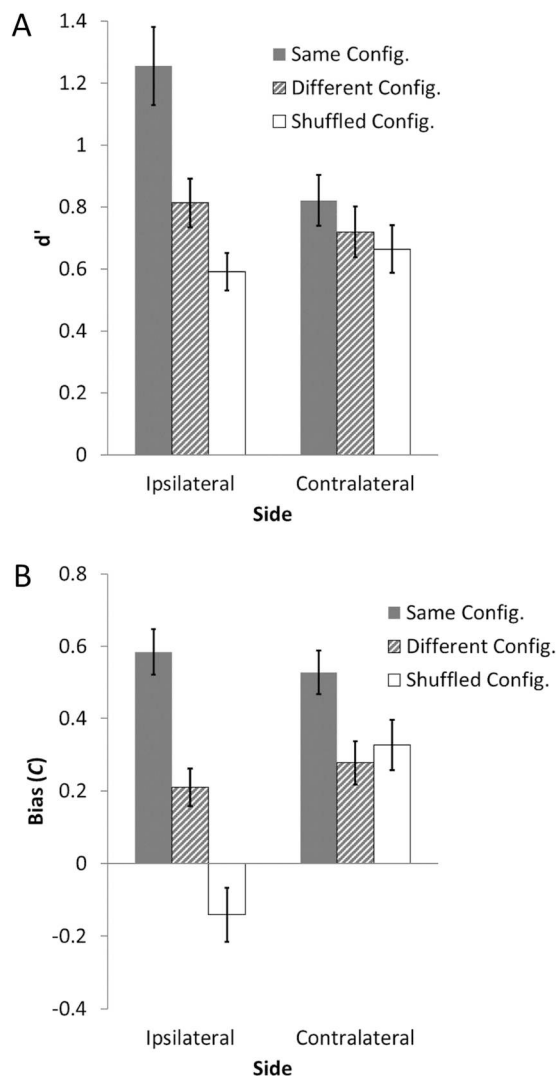 A
1.4
1.2
1
0.8
0.6
0.4
0.2
0
d'
Same Config.
Different Config.
Shuffled Config.
Ipsilateral
Contralateral
Side
B
0.8
0.6
0.4
0.2
0
-0.2
-0.4
Bias (C)
Same Config.
Different Config.
Shuffled Config.
Ipsilateral
Contralateral
Side